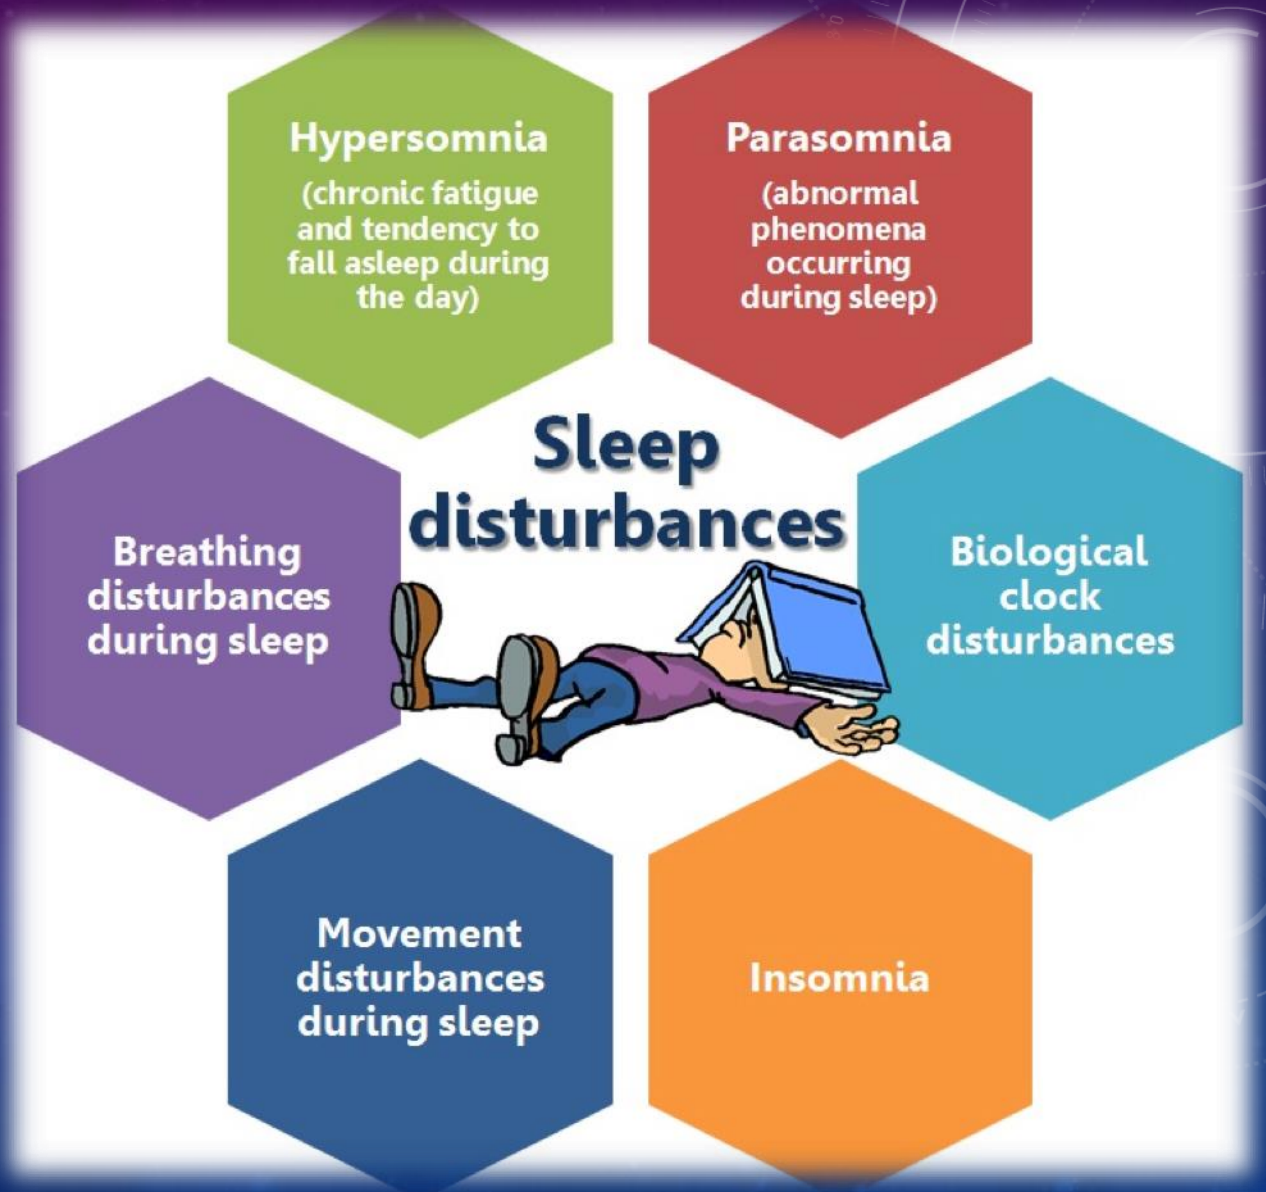 Hypersomnia
(chronic fatigue
and tendency to
fall asleep during
the day)
Parasomnia
(abnormal
phenomena
occurring
during sleep)
Sleep
disturbances
Breathing
disturbances
during sleep
Biological
clock
disturbances
Movement
disturbances
during sleep
Insomnia